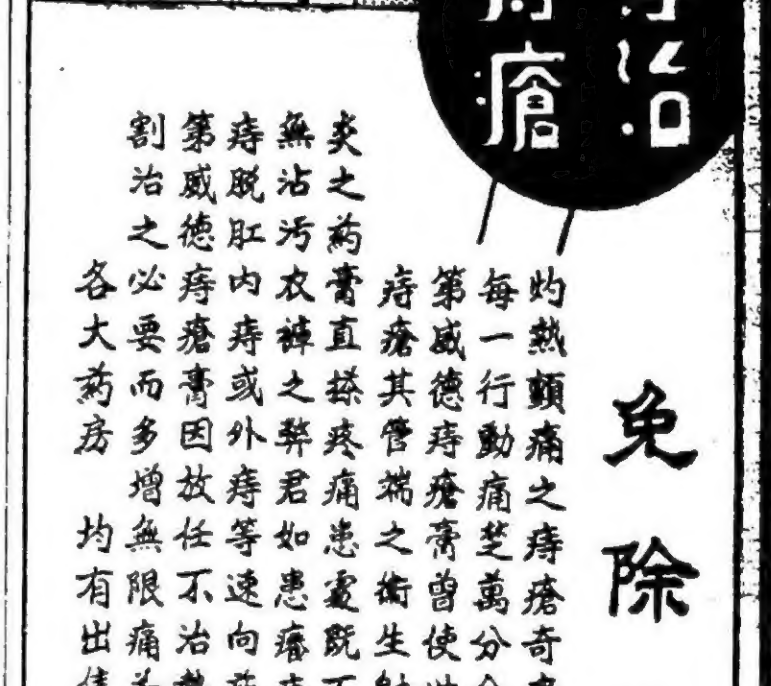 治
瘡
免除
灼熱痛之痔瘡奇
每一行動痛楚萬分
第威德痔瘡膏曾使
痔瘡其管端之衛生
炎之葯膏直搽疼痛患處既
無沾污衣褲之弊君如患
痔脫肛内痔或外痔等速向
第威德痔瘡膏因放任不治
割治之必要而多增無限痛
各大葯房 均有出